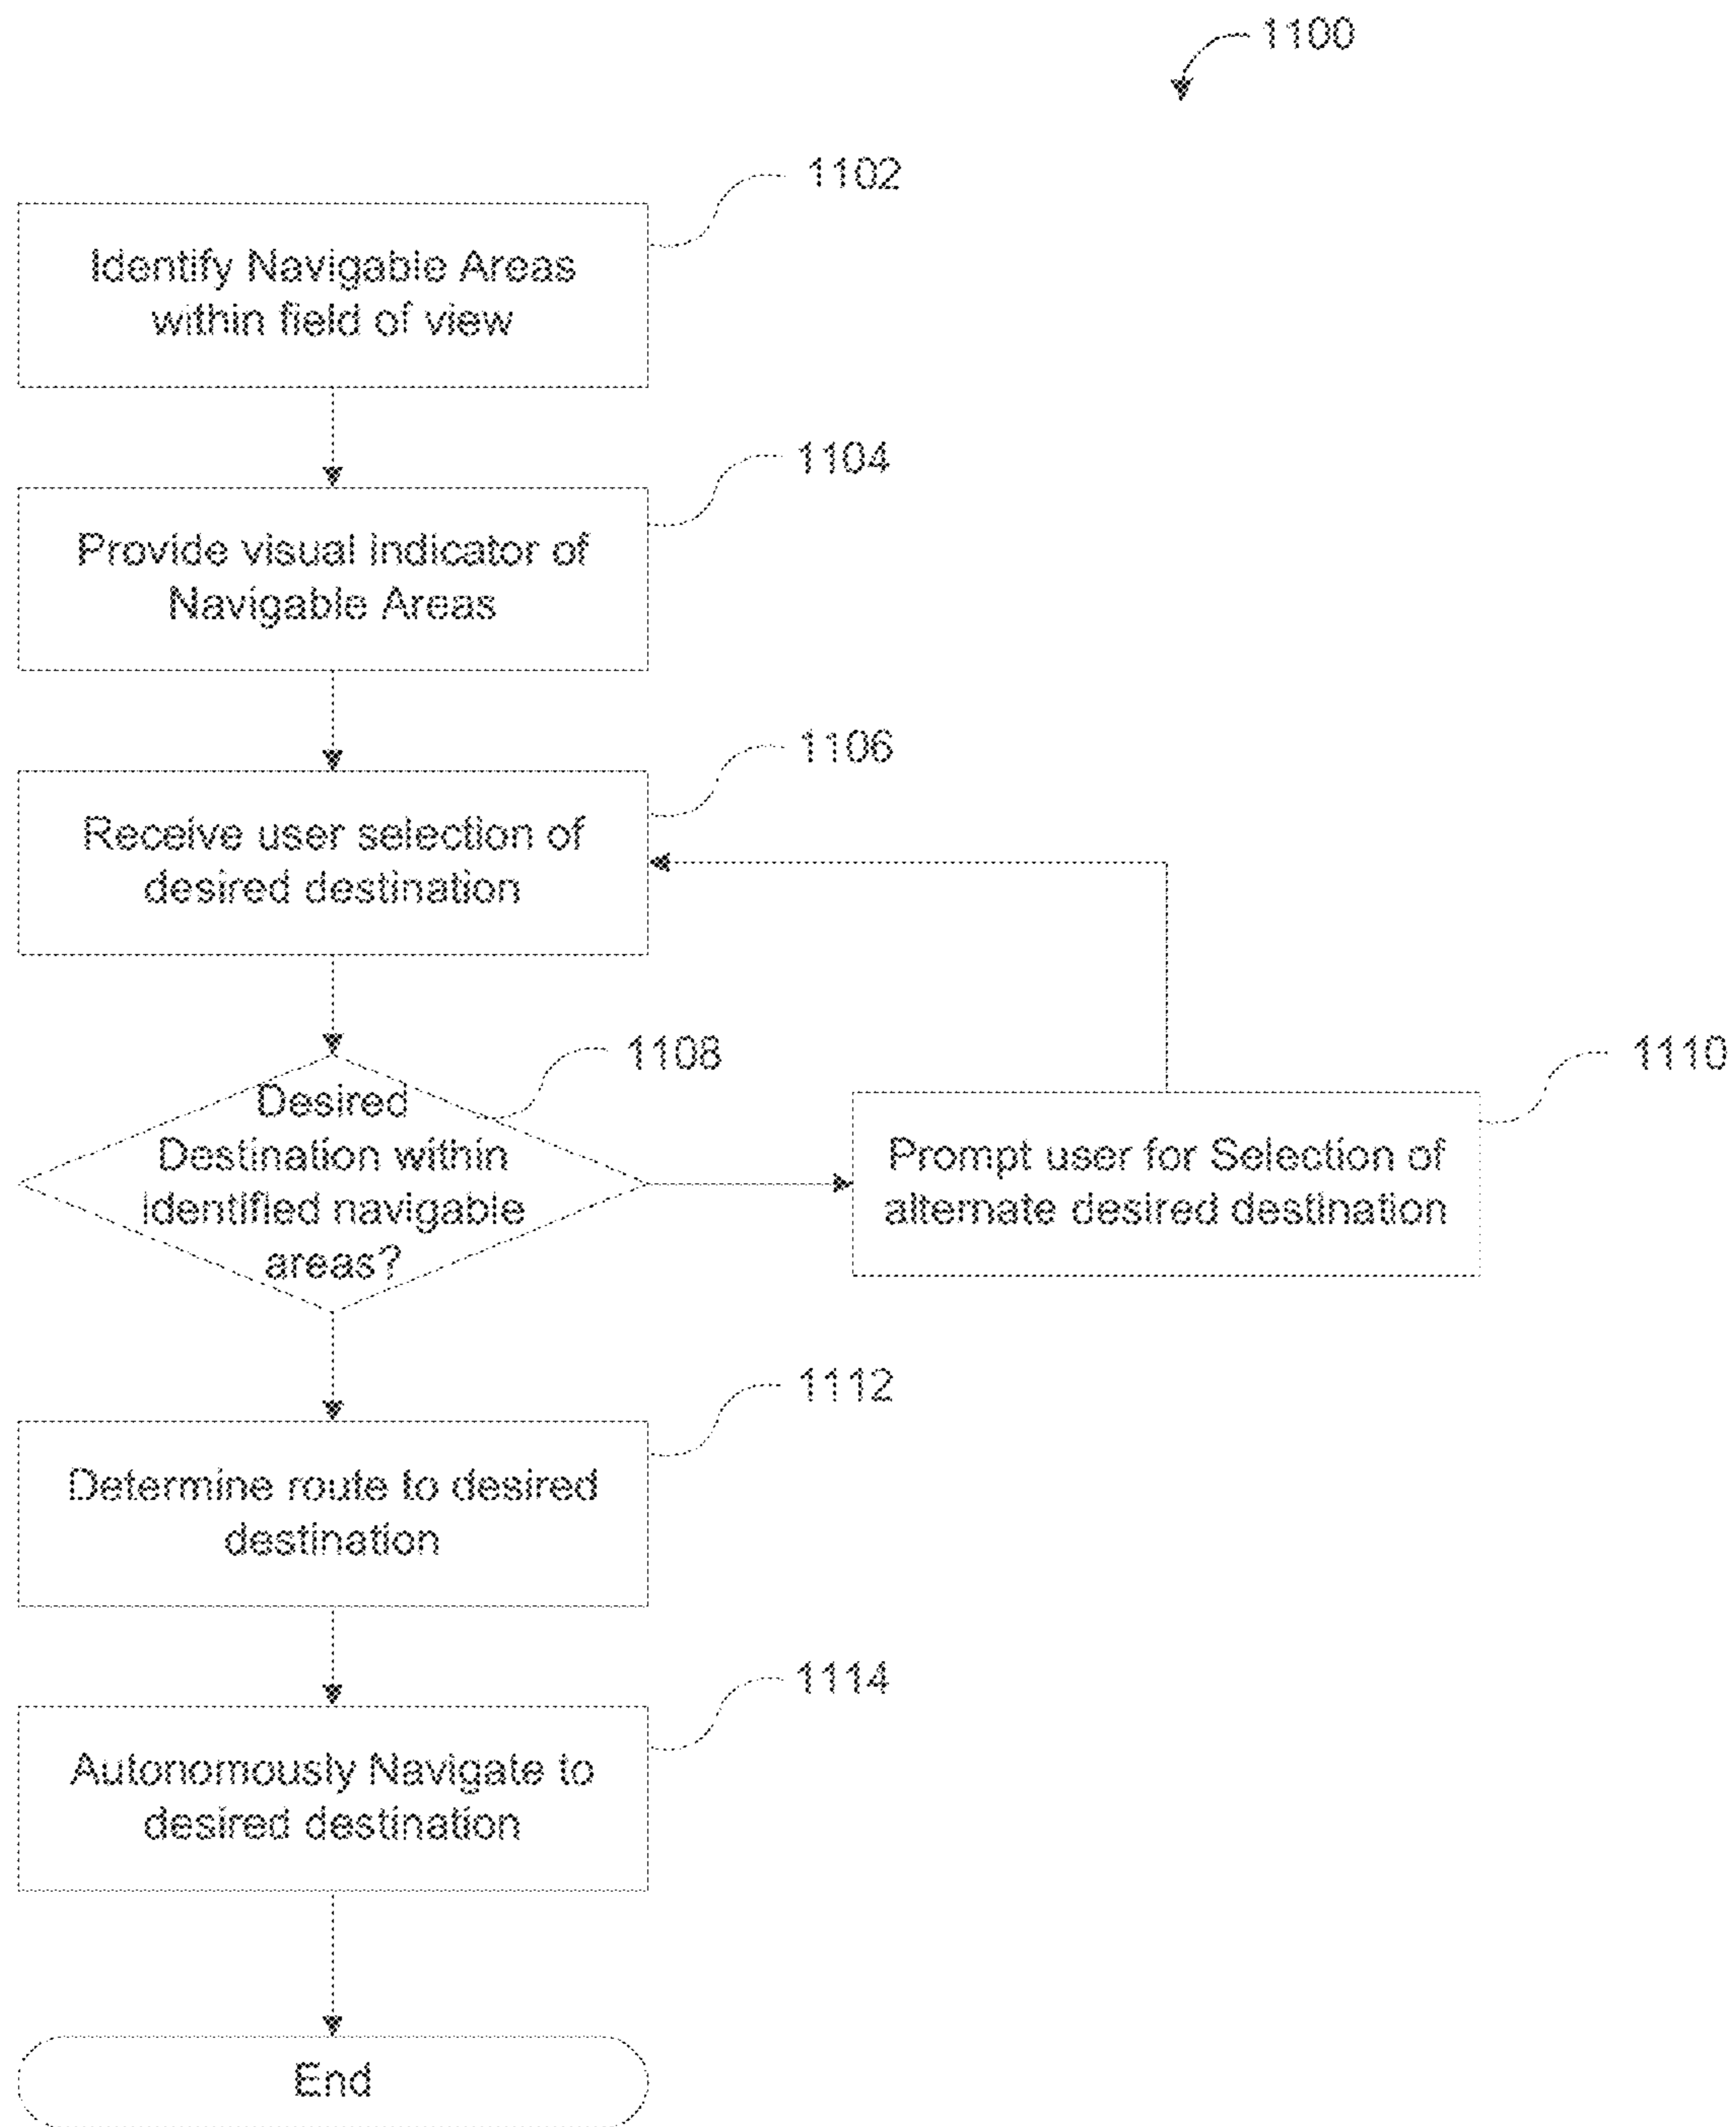 1100
1102
Identify Navigable Areas
within field of view
1104
Provide visual indicator of
Navigable Areas
1106
Receive user selection of
desired destination
1108
Desired
Destination within
identified navigable
areas?
1110
Prompt user for Selection of
alternate desired destination
1112
Determine route to desired
destination
1114
Autonomously Navigate to
desired destination
End